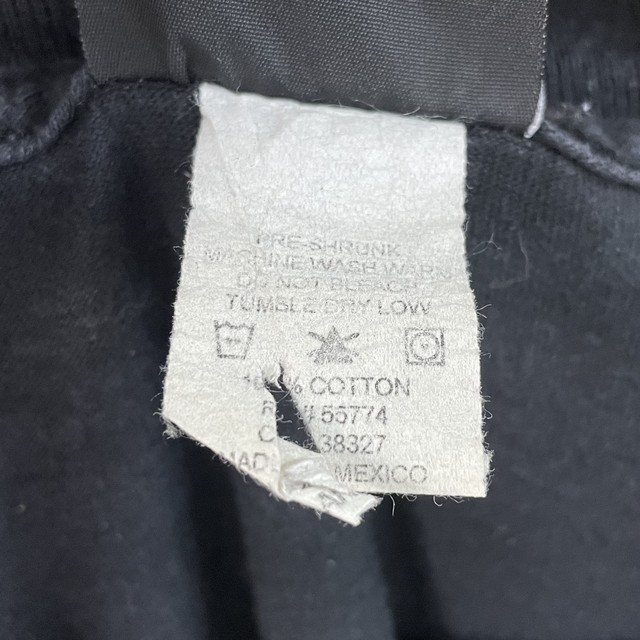 PRE-SHRUNK
MACHINE WASH WARM
DO NOT BLEACH
TUMBLE DRY LOW
COTTON
55774
38327
MEXICO